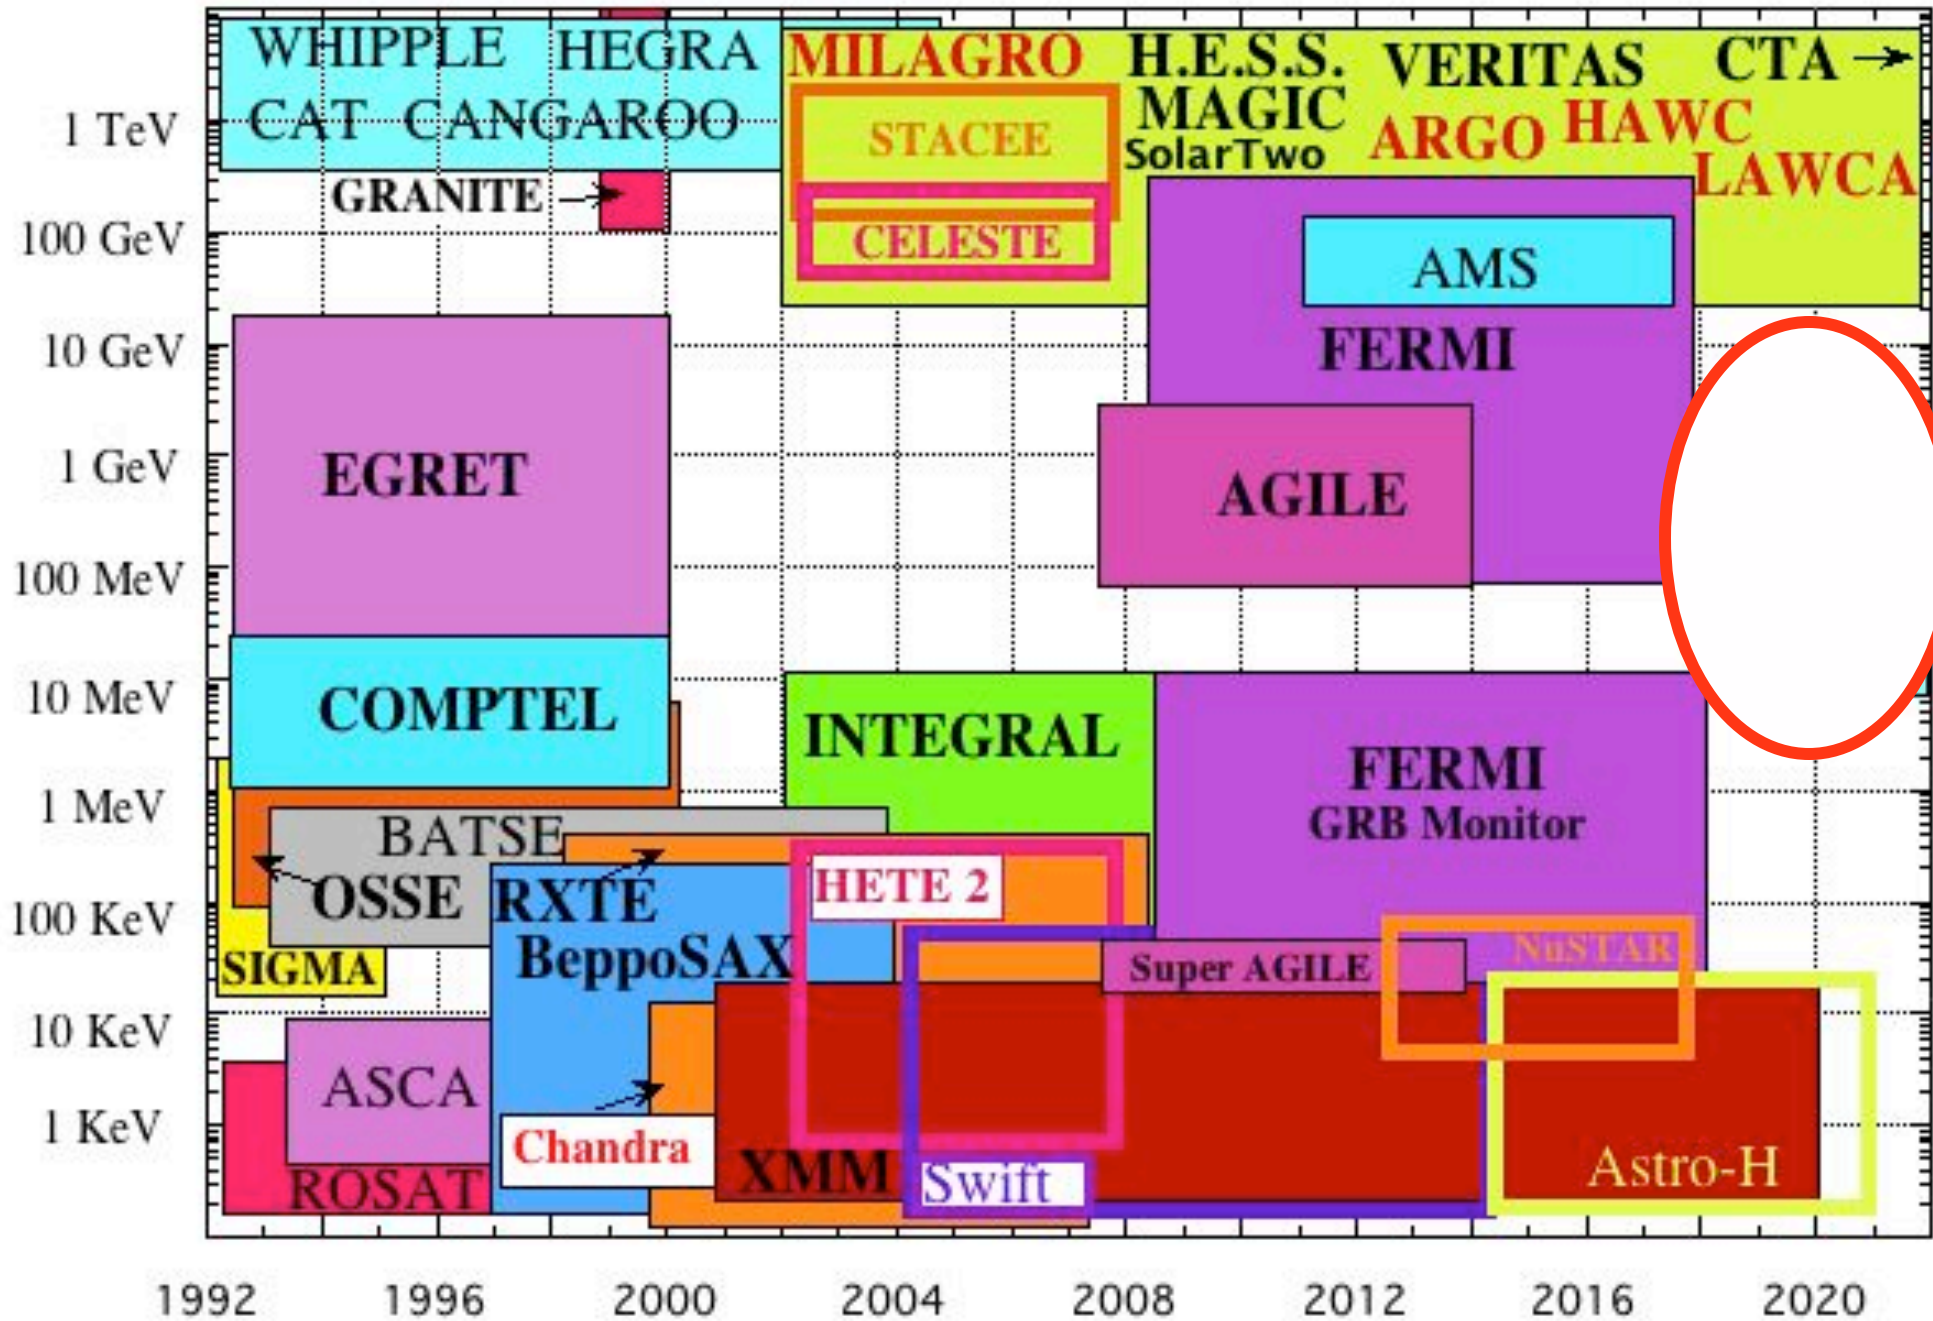 WHIPPLE HEGRA MILAGRO H.E.S.S. VERITAS CTA
CAT CANGAROO STACEE MAGIC ARGO HAWC
SolarTwo LAWCA
1 TeV
GRANITE
100 GeV
CELESTE
AMS
10 GeV
FERMI
1 GeV
EGRET
AGILE
100 MeV
10 MeV
COMPTEL
INTEGRAL
FERMI
GRB Monitor
1 MeV
BATSE
OSSE
RXTE
HETE 2
100 KeV
SIGMA
BeppoSAX
Super AGILE
NuSTAR
10 KeV
ASCA
1 KeV
Chandra
ROSAT
XMM
Swift
Astro-H
1992 1996 2000 2004 2008 2012 2016 2020